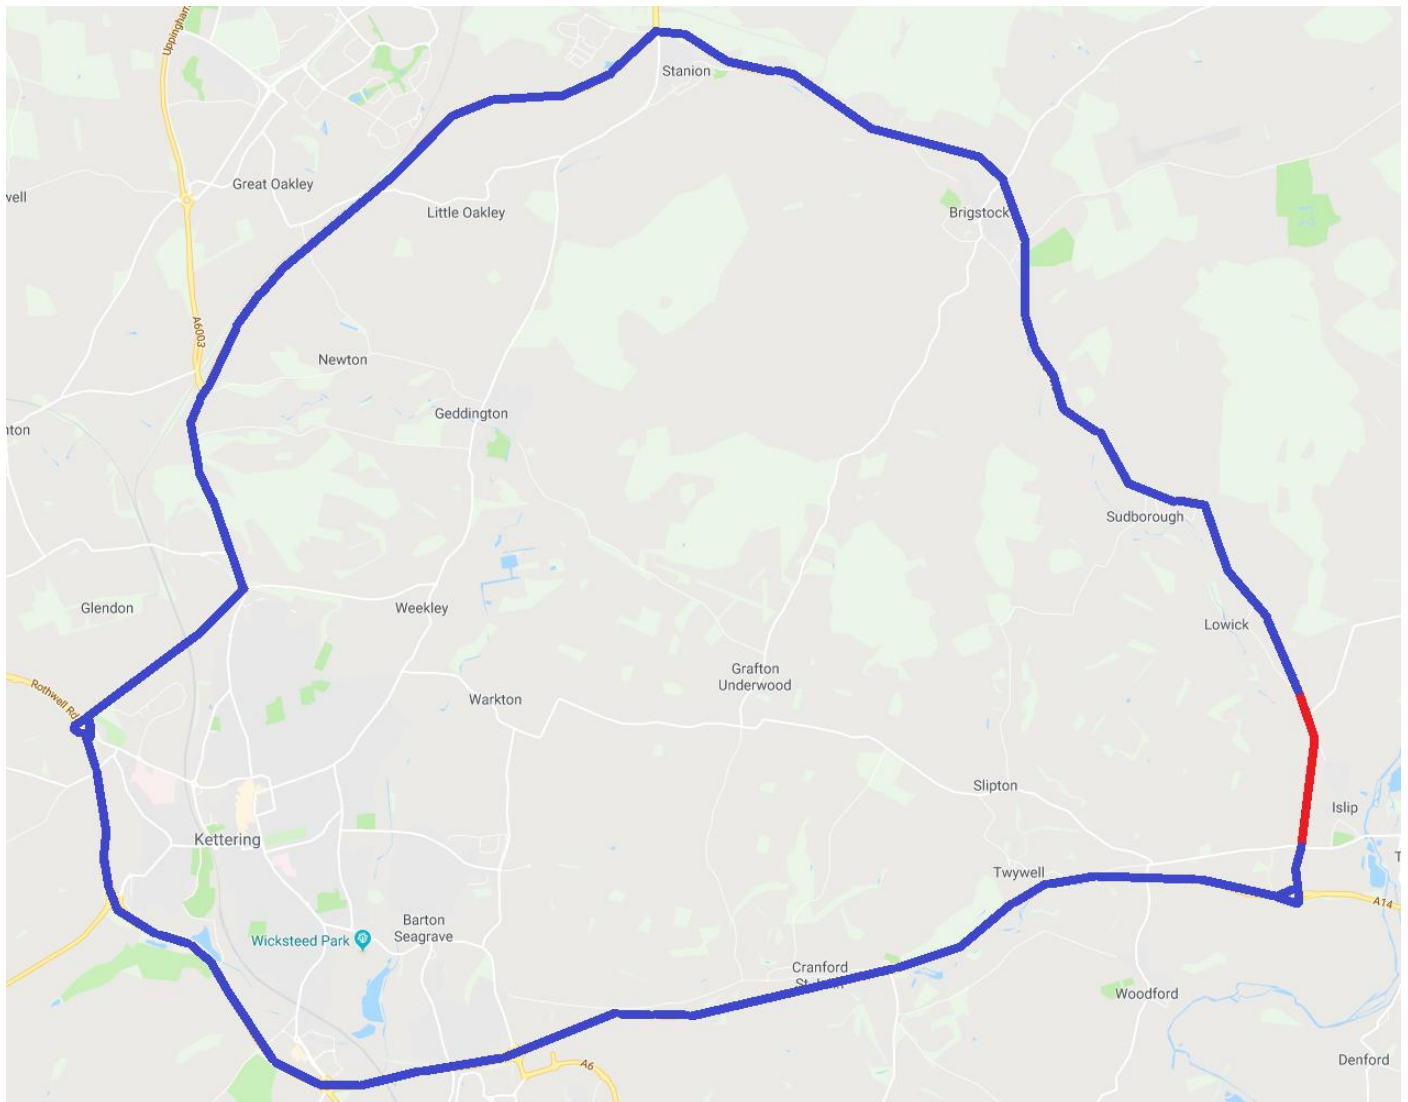 Uppingham
Stanion
Great Oakley
well
Little Oakley
Brigstock
A6003
Newton
Geddington
nton
Sudborough
Glendon
Weekley
Lowick
Grafton
Underwood
Rothwell Rd
Warkton
Slipton
Islip
Kettering
T
Twywell
A14
Barton
Seagrave
Wicksteed Park
Cranford
Woodford
Denford
A6